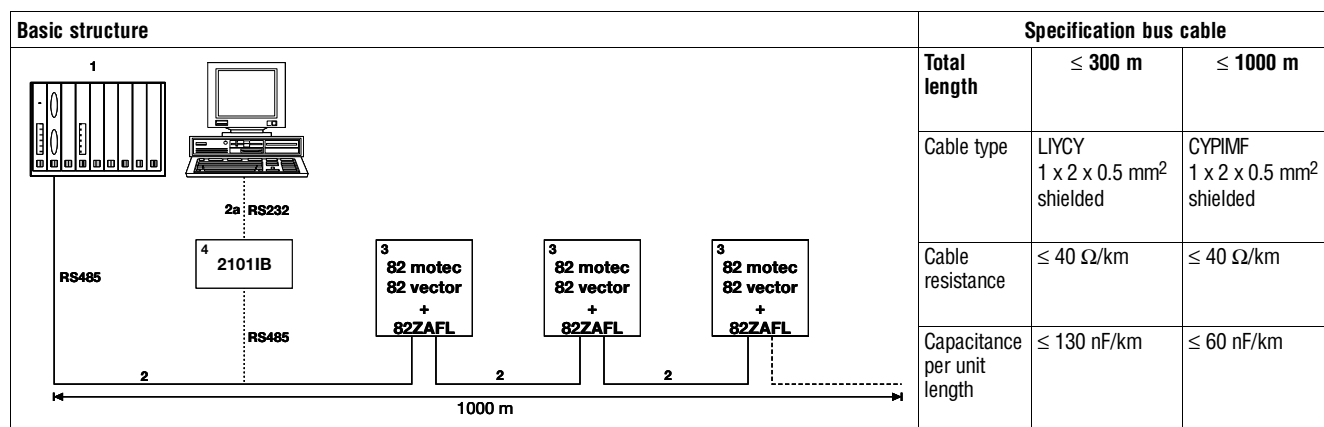 Basic structure
Specification bus cable
1
2a RS232
4
2101IB
RS485
RS485
3
82 motec
82 vector
+
82ZAFL
3
82 motec
82 vector
+
82ZAFL
3
82 motec
82 vector
+
82ZAFL
2
2
2
1000 m
Total length
≤ 300 m
≤ 1000 m
Cable type
LIYCY
1 x 2 x 0.5 mm²
shielded
CYPIMF
1 x 2 x 0.5 mm²
shielded
Cable
resistance
≤ 40 Ω/km
≤ 40 Ω/km
Capacitance
per unit
length
≤ 130 nF/km
≤ 60 nF/km